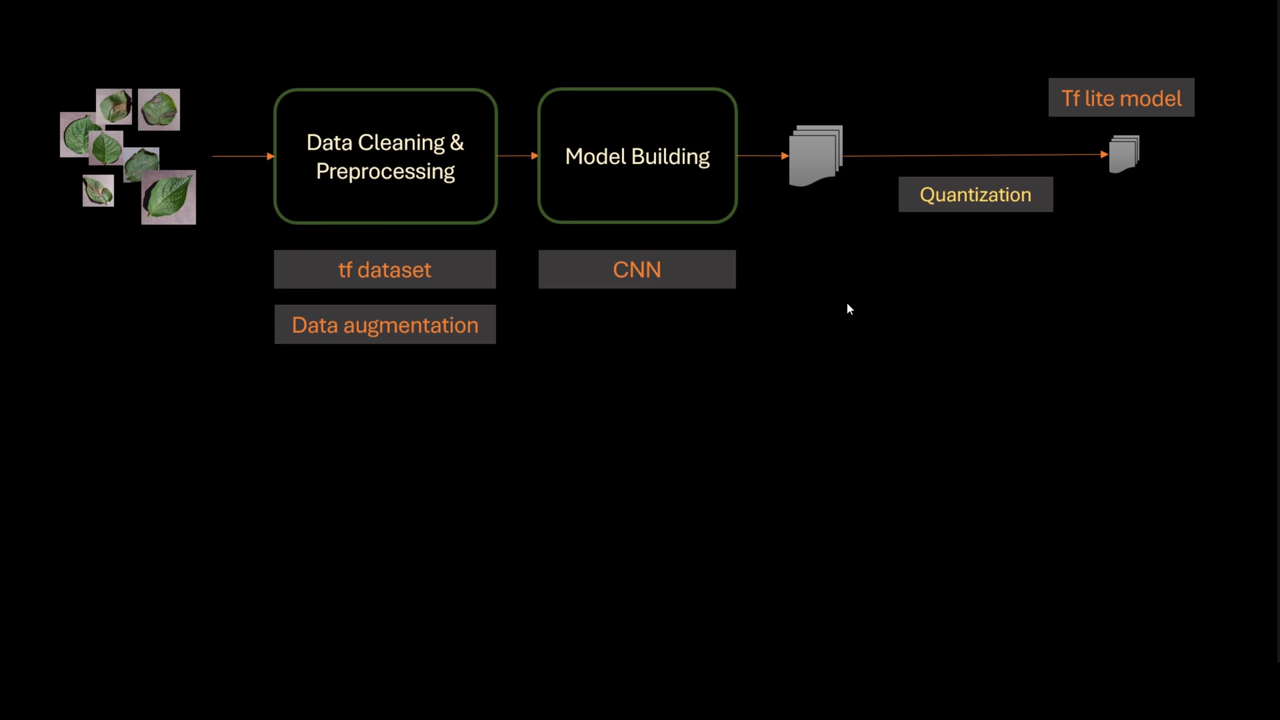 Tf lite model
Data Cleaning &
Preprocessing
Model Building
Quantization
tf dataset
CNN
Data augmentation